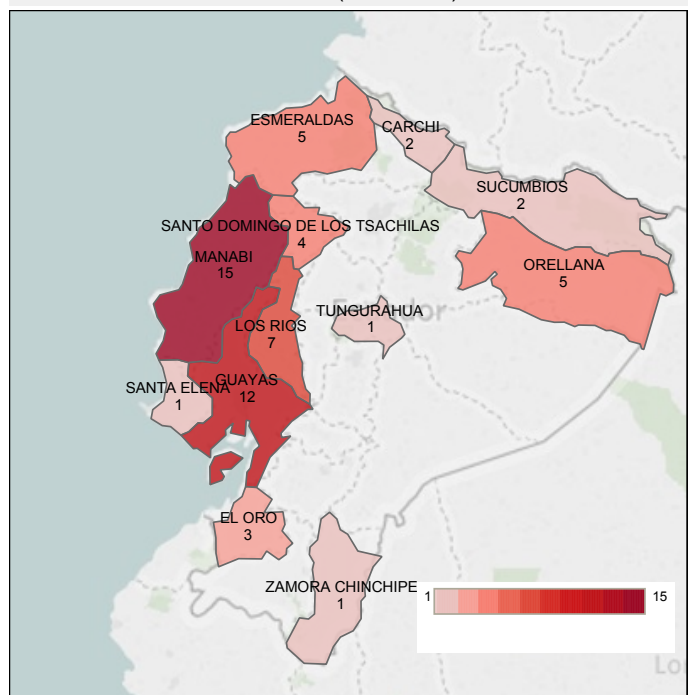 ESMERALDAS
5
CARCHI
2
SUCUMBIOS
2
SANTO DOMINGO DE LOS TSACHILAS
4
MANABI
15
ORELLANA
5
TUNGURAHUA
1
LOS RIOS
7
SANTA ELENA
1
GUAYAS
12
EL ORO
3
ZAMORA CHINCHIPE
1
1
15